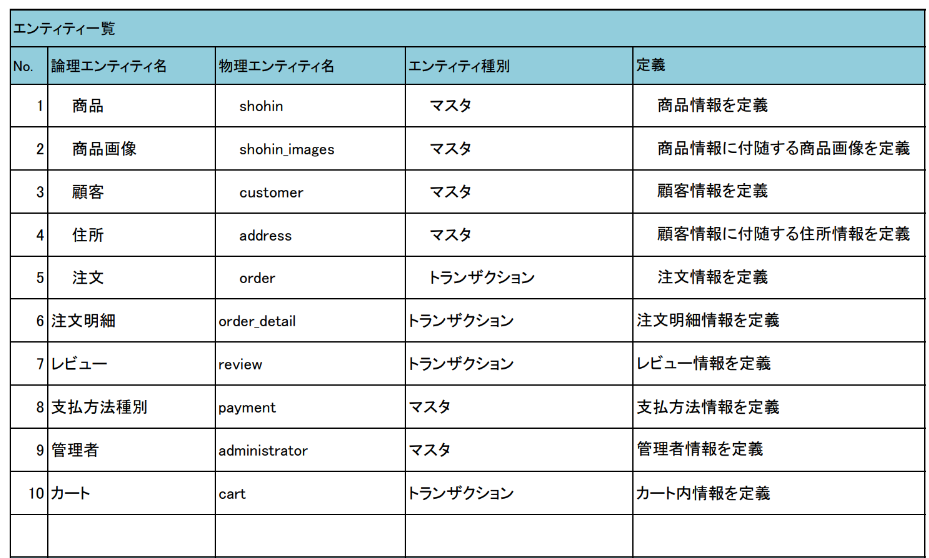 エンティティ一覧
No. 論理エンティティ名 物理エンティティ名 エンティティ種別 定義
1 商品 shohin マスタ 商品情報を定義
2 商品画像 shohin_images マスタ 商品情報に付随する商品画像を定義
3 顧客 customer マスタ 顧客情報を定義
4 住所 address マスタ 顧客情報に付随する住所情報を定義
5 注文 order トランザクション 注文情報を定義
6 注文明細 order_detail トランザクション 注文明細情報を定義
7 レビュー review トランザクション レビュー情報を定義
8 支払方法種別 payment マスタ 支払方法情報を定義
9 管理者 administrator マスタ 管理者情報を定義
10 カート cart トランザクション カート内情報を定義